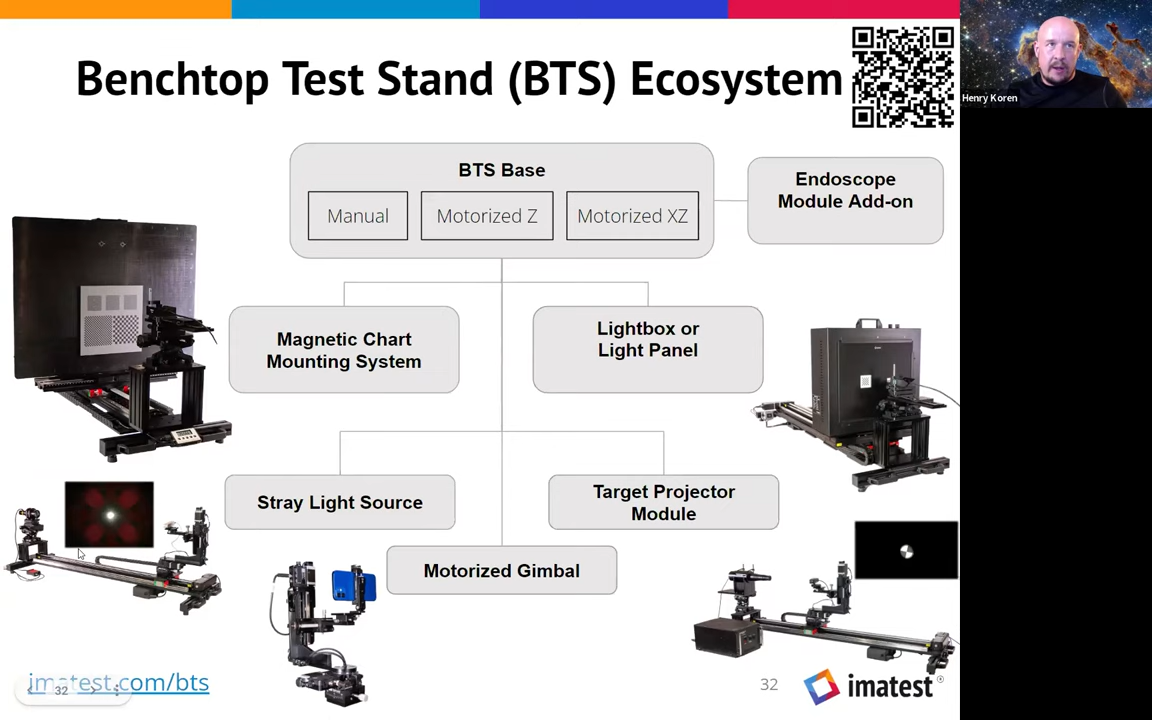 Benchtop Test Stand (BTS) Ecosystem
Henry Koren
BTS Base
Manual
Motorized Z
Motorized XZ
Endoscope
Module Add-on
Magnetic Chart
Mounting System
Lightbox or
Light Panel
Stray Light Source
Target Projector
Module
Motorized Gimbal
imatest.com/bts
32
32
imatest®